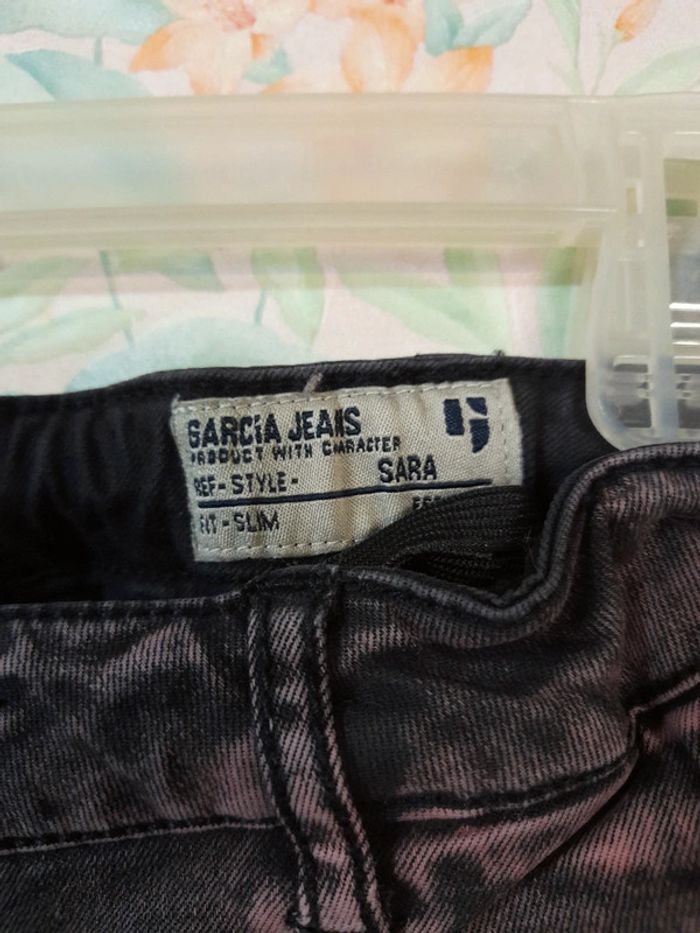 GARCIA JEANS
PRODUCT WITH CHARACTER
REF-STYLE- SARA
FIT-SLIM